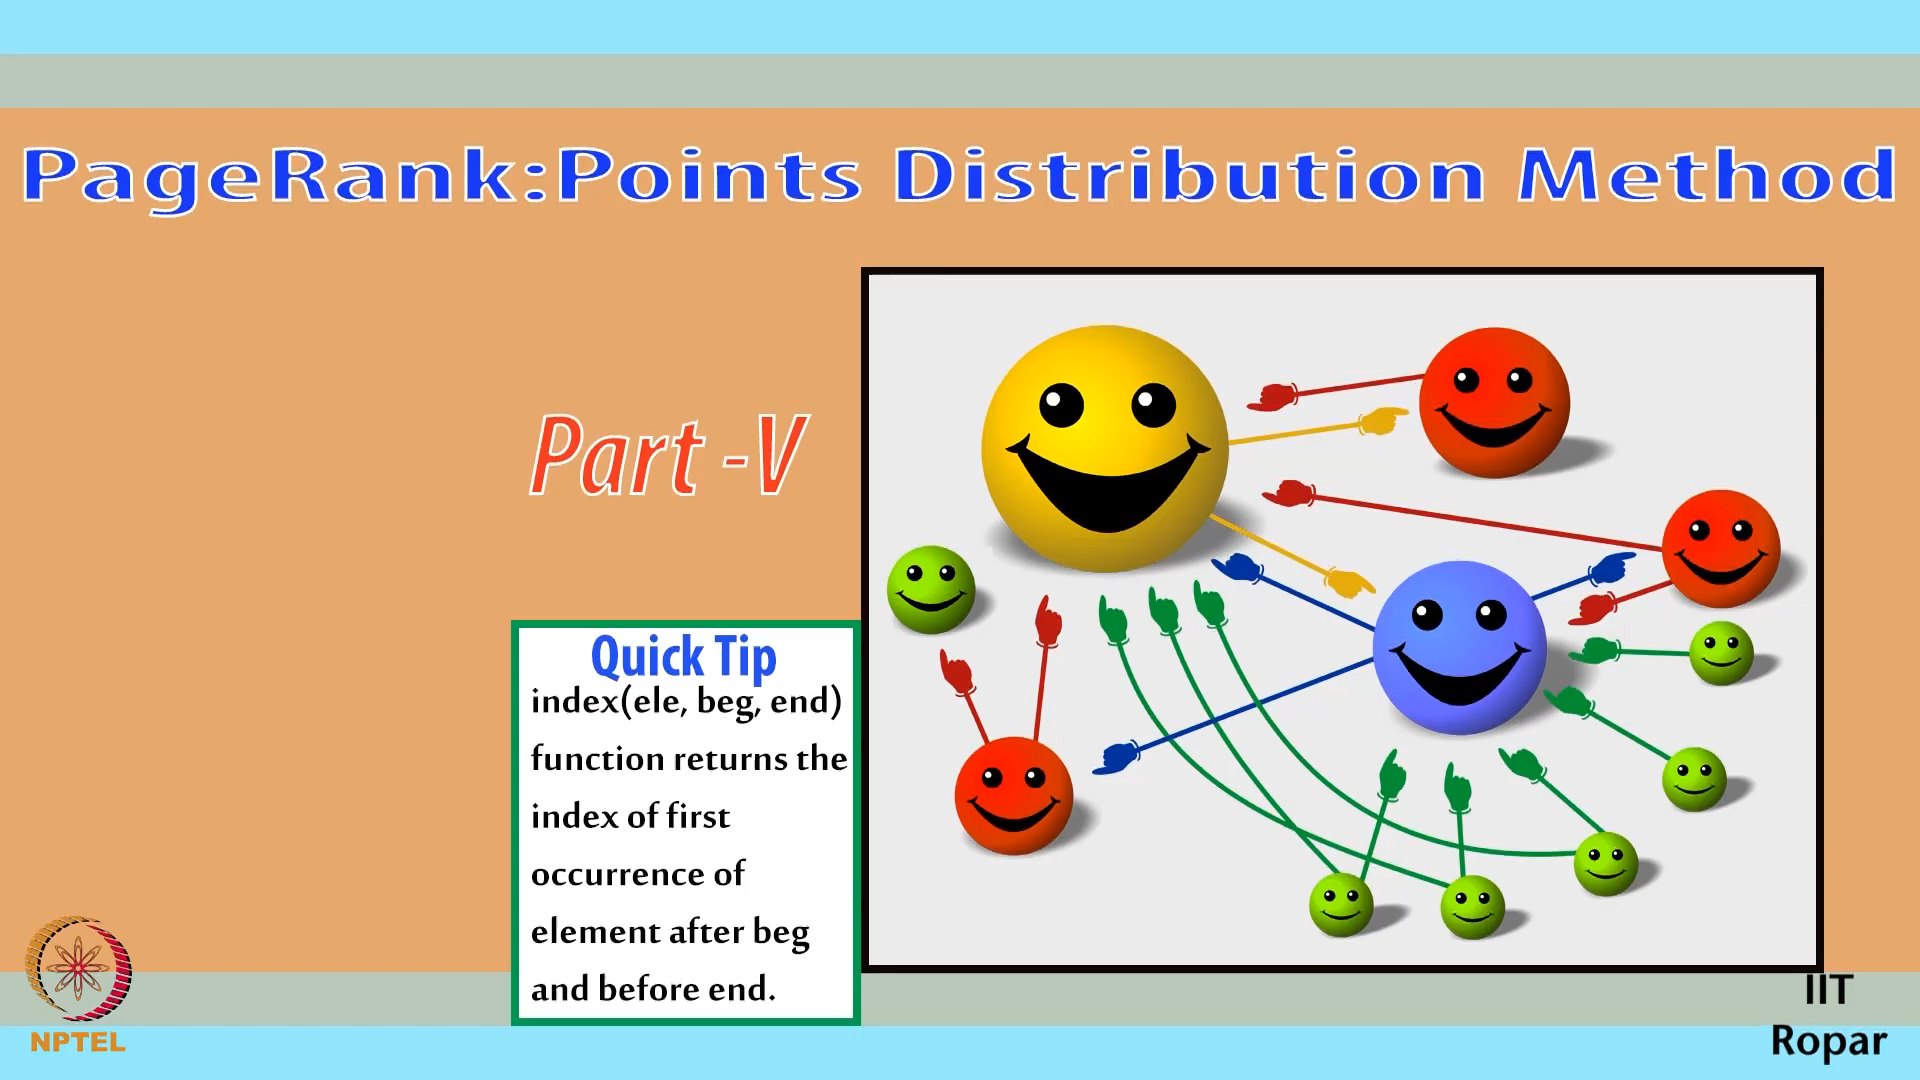 PageRank:Points Distribution Method
Part -V
Quick Tip
index(ele, beg, end)
function returns the
index of first
occurrence of
element after beg
and before end.
NPTEL
IIT
Ropar